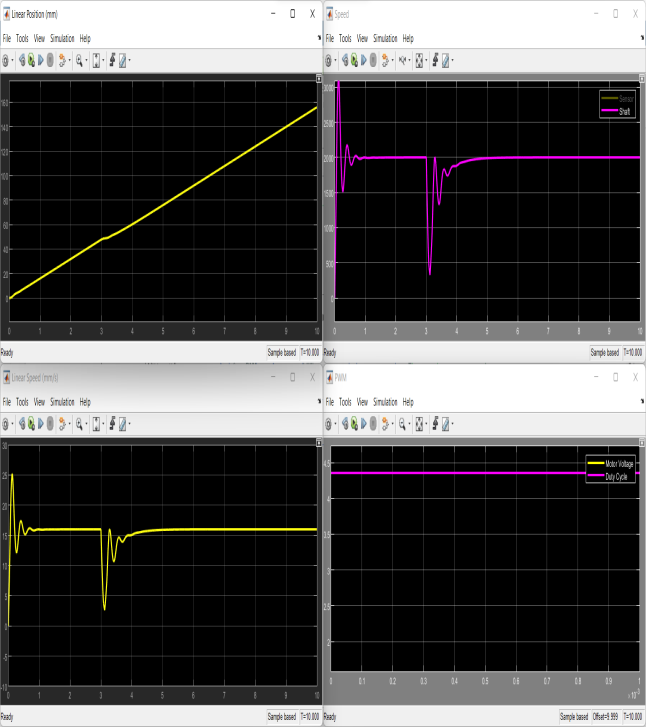 Linear Position (mm)
File Tools View Simulation Help
160
140
120
100
80
60
40
20
0
0 1 2 3 4 5 6 7 8 9 10
Ready Sample based T=10.000
Speed
File Tools View Simulation Help
Sensor
Shaft
3000
2500
2000
1500
1000
500
0
0 1 2 3 4 5 6 7 8 9 10
Ready Sample based T=10.000
Linear Speed (mm/s)
File Tools View Simulation Help
30
25
20
15
10
5
0
-5
-10
0 1 2 3 4 5 6 7 8 9 10
Ready Sample based T=10.000
PWM
File Tools View Simulation Help
Motor Voltage
Duty Cycle
4.5
4
3.5
3
2.5
2
0 0.1 0.2 0.3 0.4 0.5 0.6 0.7 0.8 0.9 1
Ready Sample based Offset=9.999 T=10.000